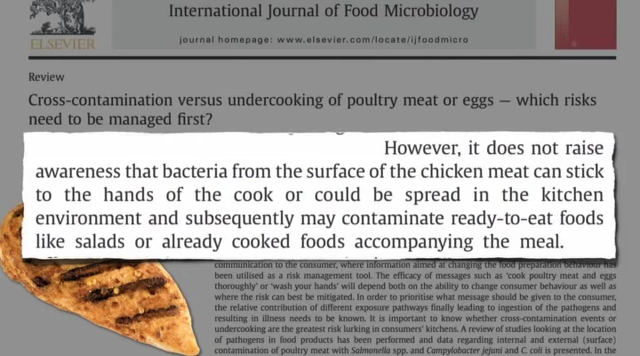 International Journal of Food Microbiology
ELSEVIER
journal homepage: www.elsevier.com/locate/ijfoodmicro
Review
Cross-contamination versus undercooking of poultry meat or eggs — which risks
need to be managed first?
However, it does not raise
awareness that bacteria from the surface of the chicken meat can stick
to the hands of the cook or could be spread in the kitchen
environment and subsequently may contaminate ready-to-eat foods
like salads or already cooked foods accompanying the meal.
communication to the consumer, where information aimed at changing the food preparation behaviour has
been utilised as a risk management tool. The efficacy of messages such as 'cook poultry meat and eggs
thoroughly' or 'wash your hands' will depend both on the ability to change consumer behaviour as well as
where the risk can best be mitigated. In order to prioritise what message should be given to the consumer,
the relative contribution of different exposure pathways finally leading to ingestion of the pathogens and
resulting in illness needs to be known. It is important to know whether cross-contamination events or
undercooking are the greatest risk lurking in consumers' kitchens. A review of studies looking at the location
of pathogens in food products has been performed and data regarding internal and external (surface)
contamination of poultry meat with Salmonella spp. and Campylobacter jejuni and C. coli is presented. In the